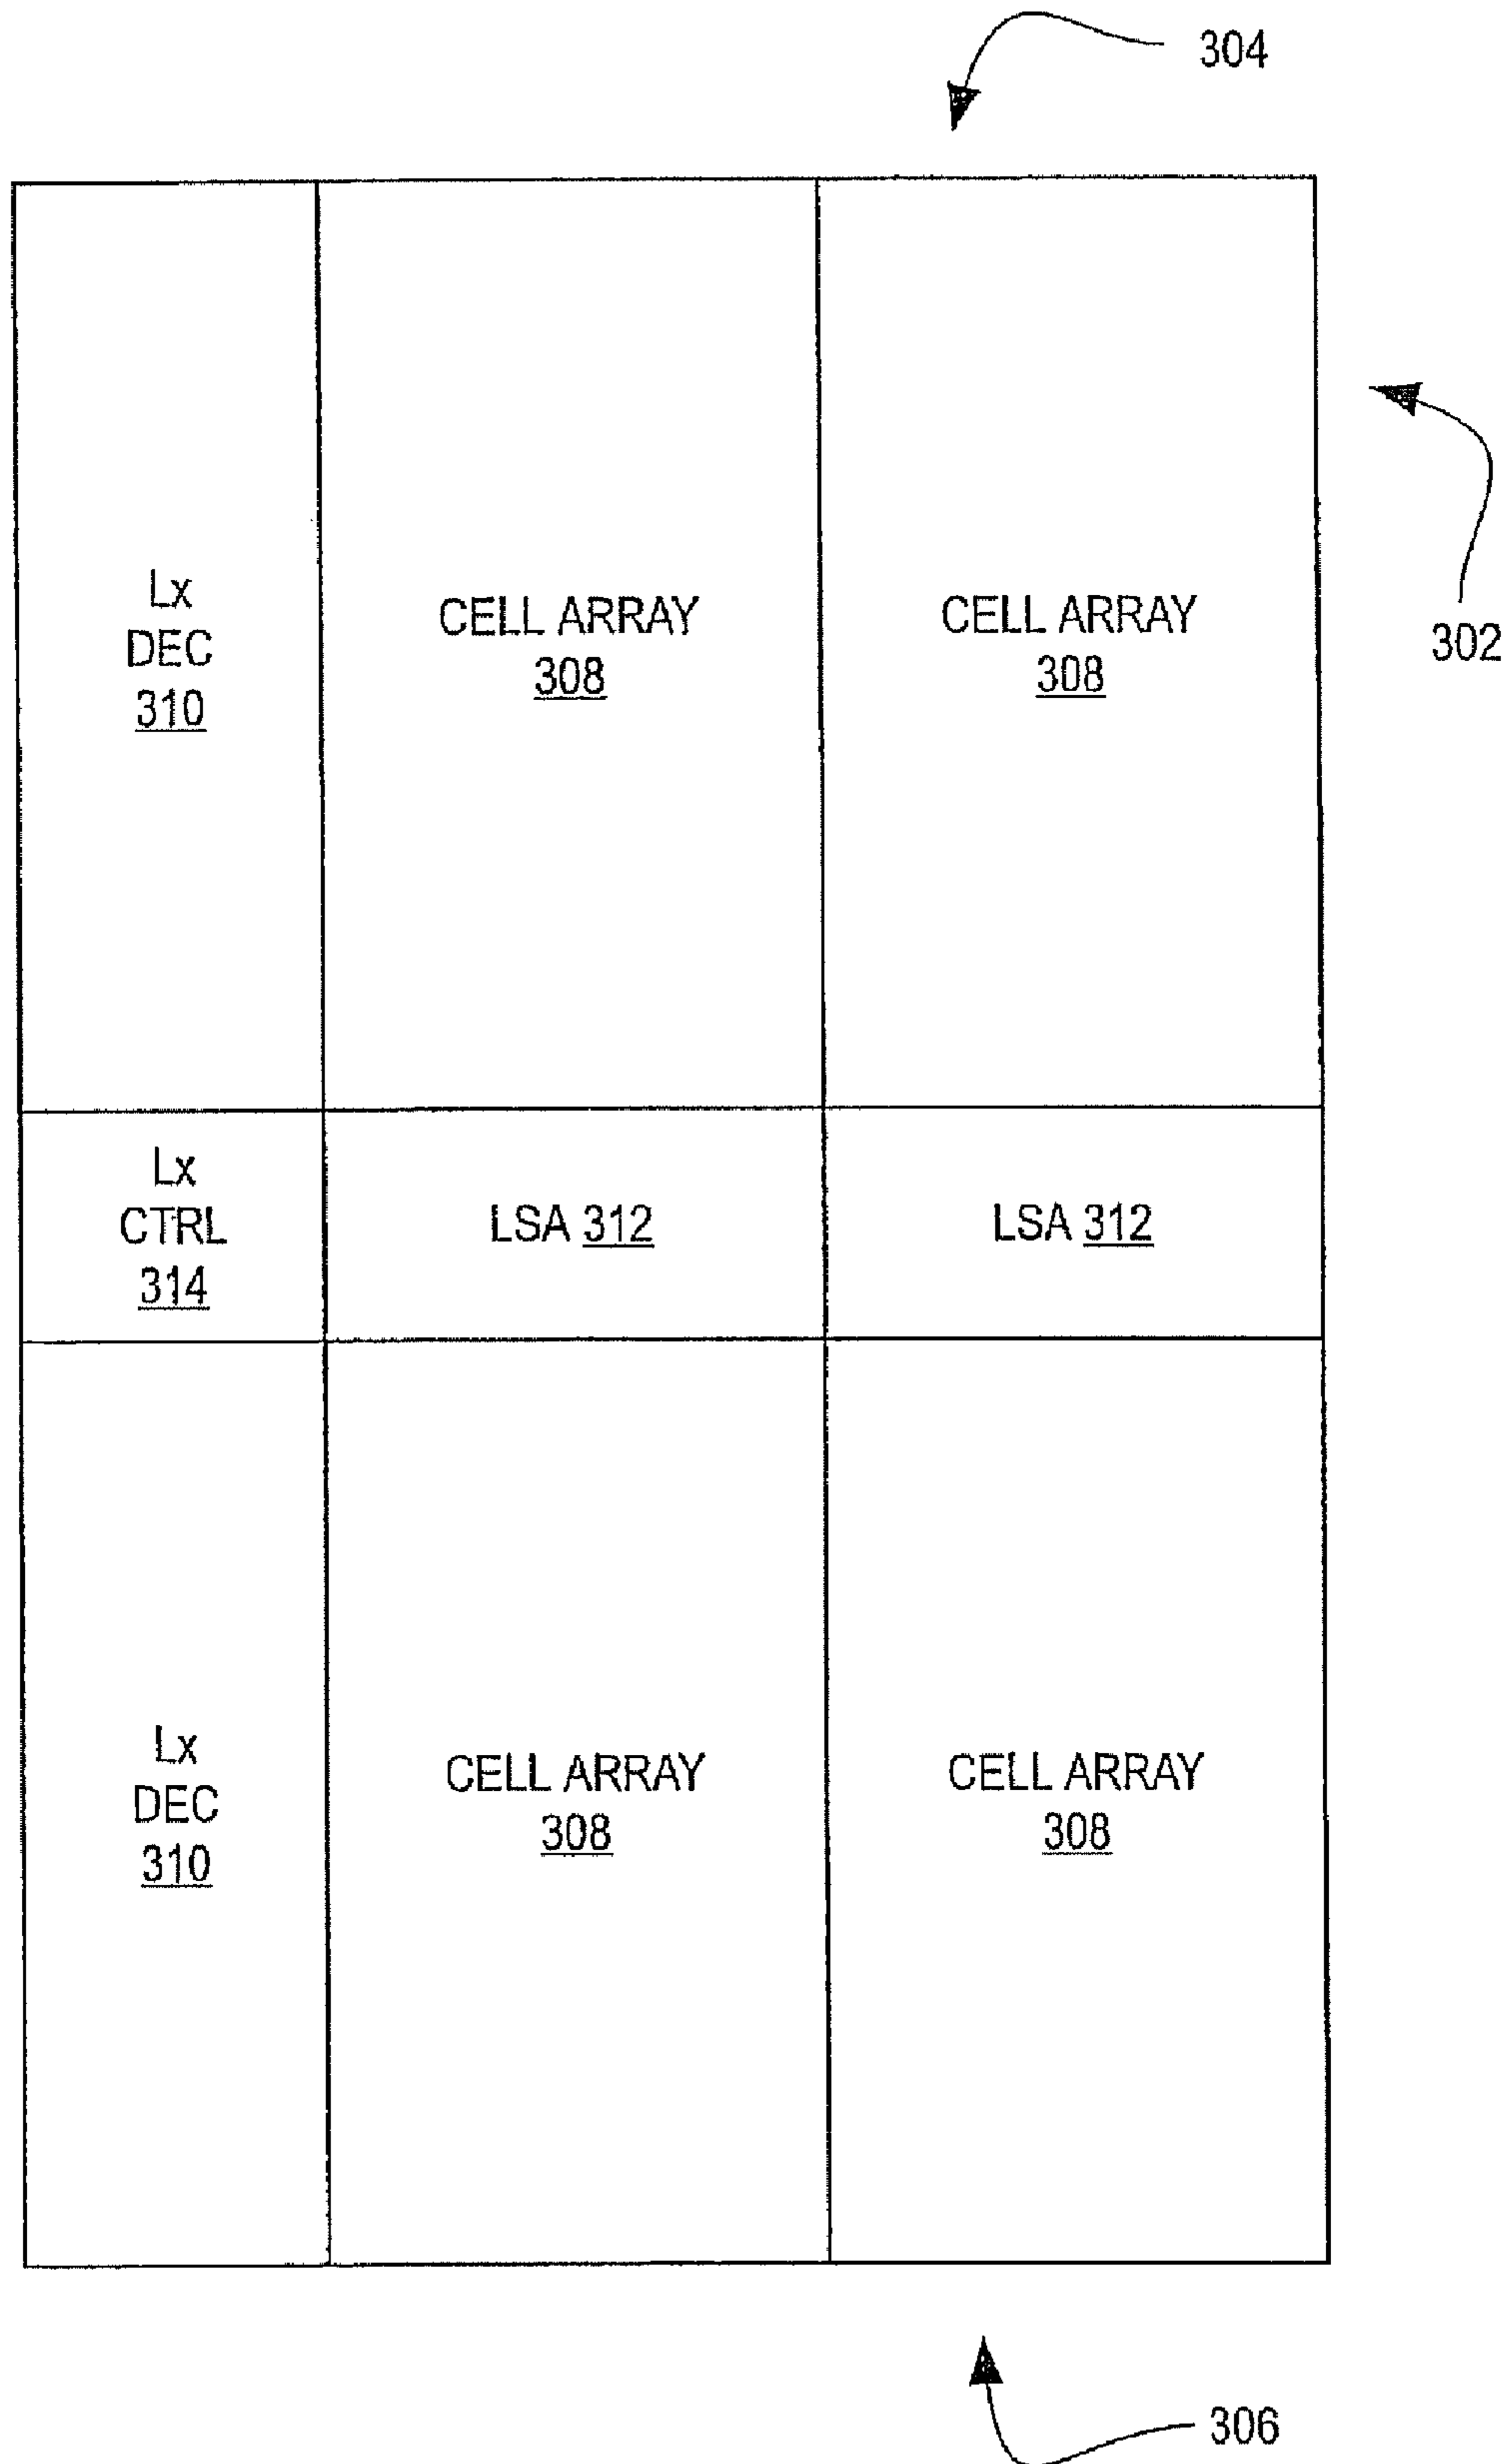 304
302
Lx
DEC
310
CELL ARRAY
308
CELL ARRAY
308
Lx
CTRL
314
LSA 312
LSA 312
Lx
DEC
310
CELL ARRAY
308
CELL ARRAY
308
306